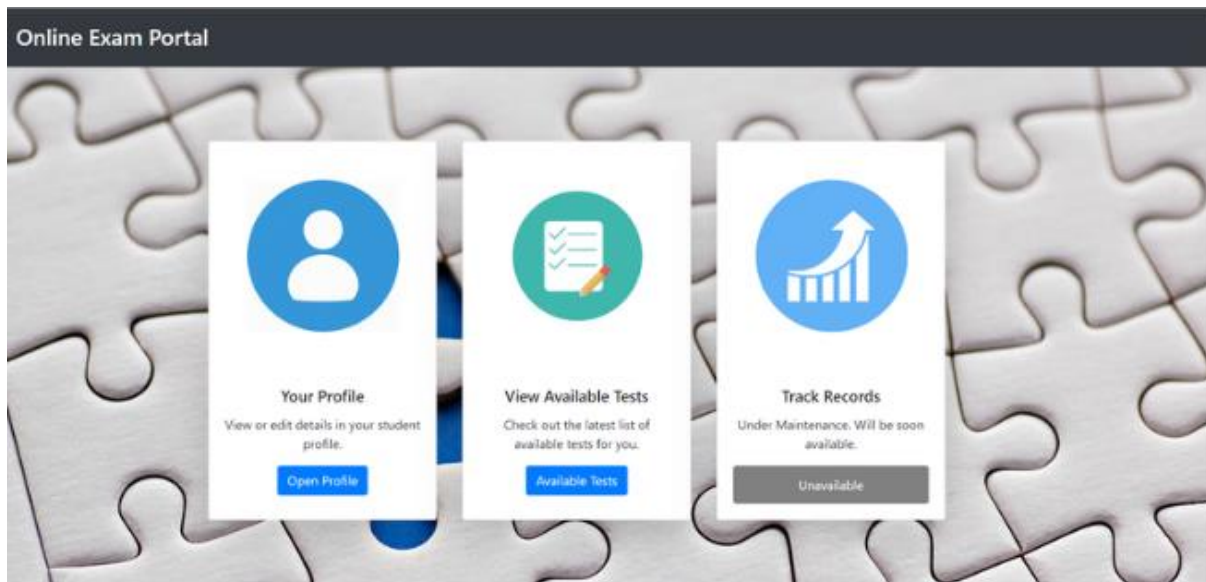 Online Exam Portal
Your Profile
View or edit details in your student
profile.
Open Profile
View Available Tests
Check out the latest list of
available tests for you.
Available Tests
Track Records
Under Maintenance. Will be soon
available.
Unavailable